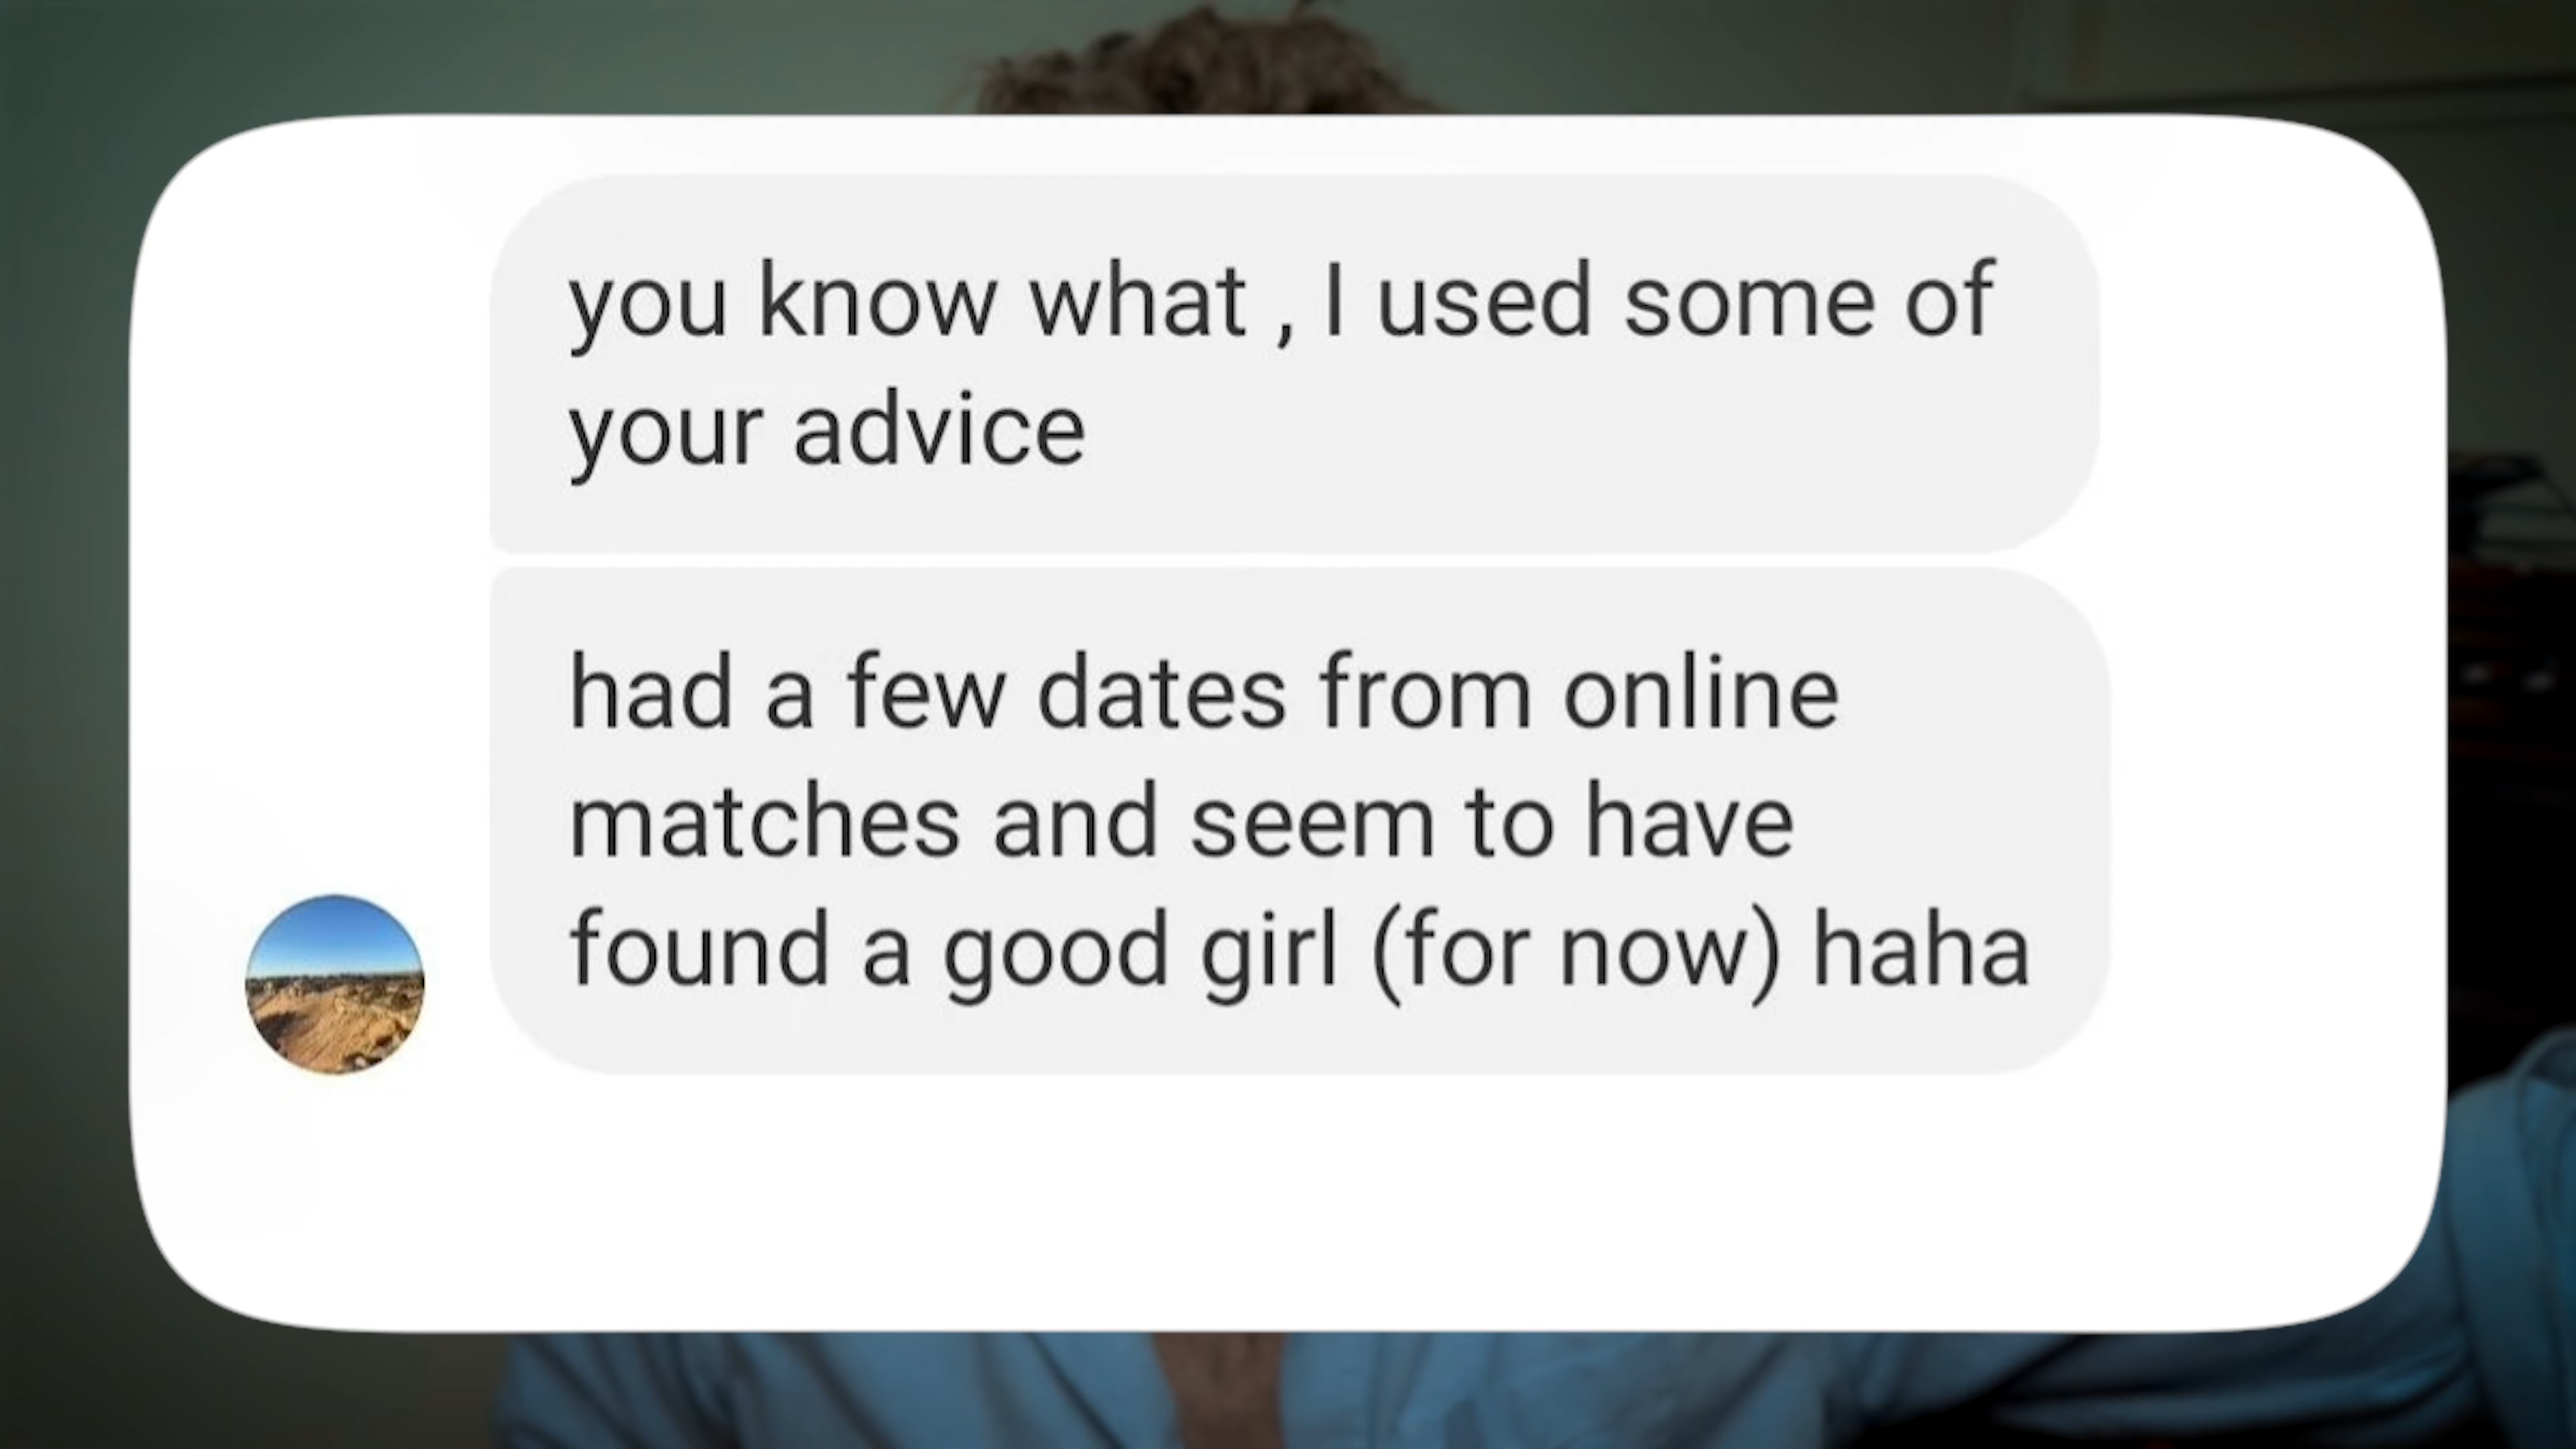 you know what , I used some of
your advice
had a few dates from online
matches and seem to have
found a good girl (for now) haha